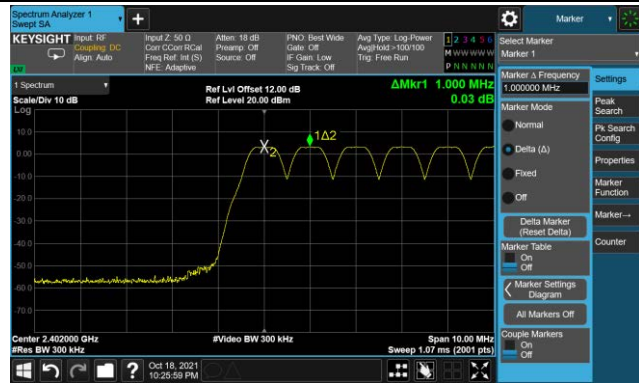 Spectrum Analyzer 1
Swept SA
+
Marker
KEYSIGHT
Input: RF
Coupling: DC
Align: Auto
Input Z: 50 Ω
Corr CCorr RCal
Freq Ref: Int (S)
NFE: Adaptive
Atten: 18 dB
Preamp: Off
Source: Off
PNO: Best Wide
Gate: Off
IF Gain: Low
Sig Track: Off
Avg Type: Log-Power
Avg|Hold >100/100
Trig: Free Run
1 2 3 4 5 6
M W W W W W
P N N N N N
Select Marker
Marker 1
1 Spectrum
Scale/Div 10 dB
Log
Ref Lvl Offset 12.00 dB
Ref Level 20.00 dBm
ΔMkr1 1.000 MHz
0.03 dB
10.0
0.00
-10.0
-20.0
-30.0
-40.0
-50.0
-60.0
-70.0
X2
1Δ2
Center 2.402000 GHz
#Res BW 300 kHz
#Video BW 300 kHz
Span 10.00 MHz
Sweep 1.07 ms (2001 pts)
Marker Δ Frequency
1.000000 MHz
Marker Mode
Normal
Delta (Δ)
Fixed
Off
Delta Marker
(Reset Delta)
Marker Table
On
Off
Marker Settings
Diagram
All Markers Off
Couple Markers
On
Off
Settings
Peak
Search
Pk Search
Config
Properties
Marker
Function
Marker→
Counter
?
Oct 18, 2021
10:25:59 PM